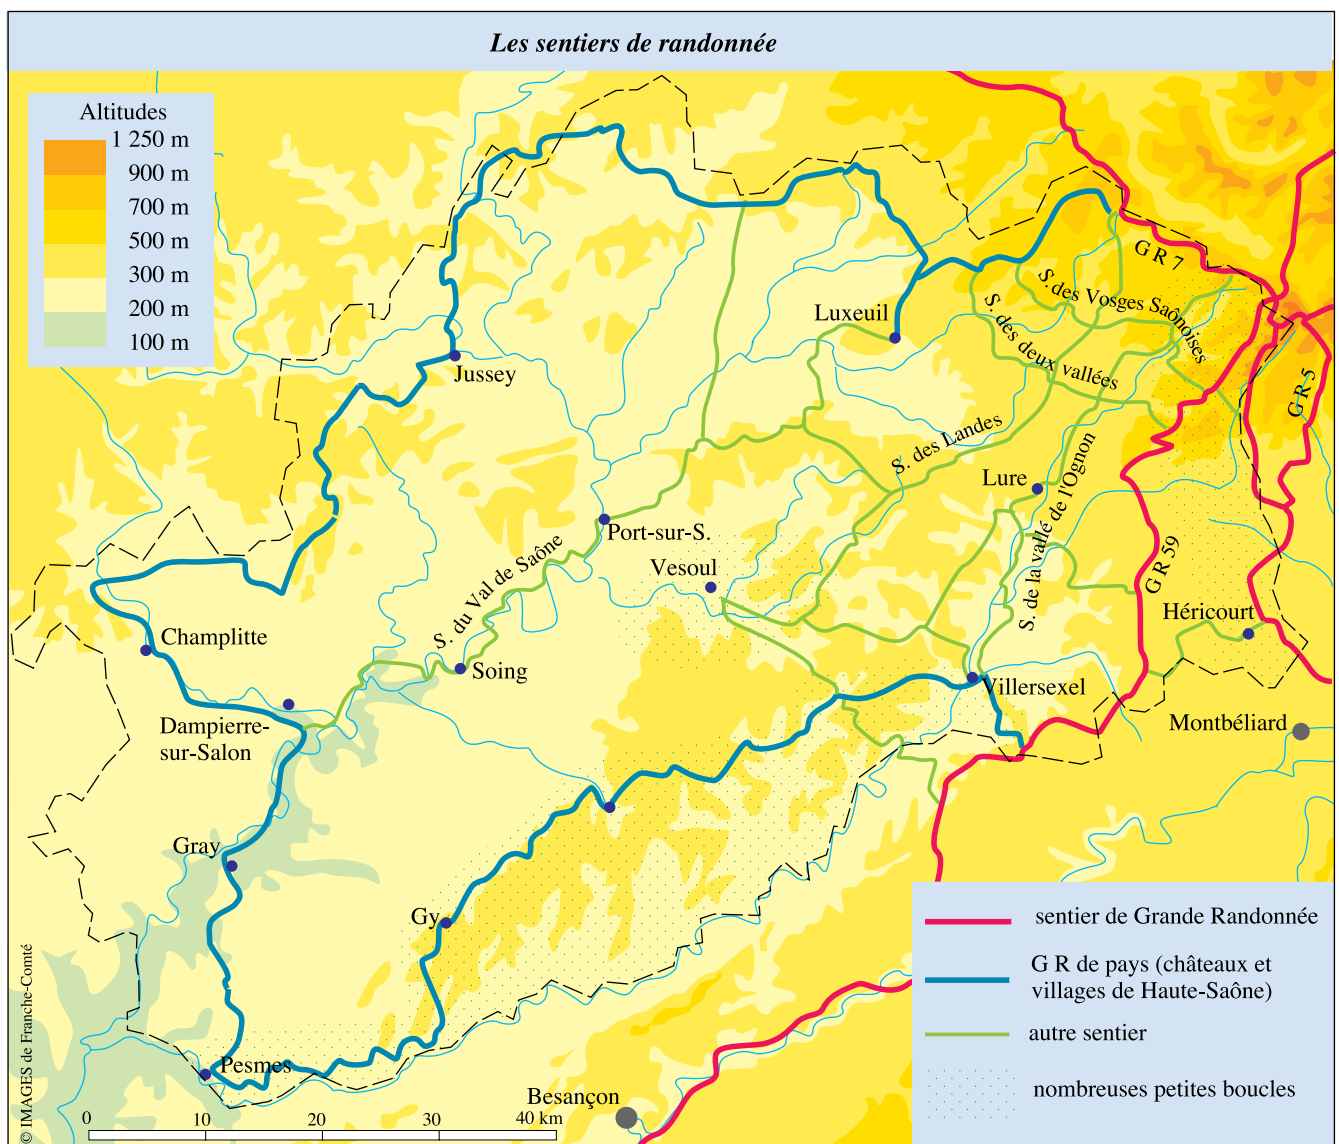 Les sentiers de randonnée
Altitudes
1 250 m
900 m
700 m
500 m
300 m
200 m
100 m
G R 7
S. des Vosges Saônoises
Luxeuil
S. des deux vallées
Jussey
G R 5
S. des Landes
Lure
S. de la vallé de l'Ognon
Port-sur-S.
Vesoul
S. du Val de Saône
G R 59
Héricourt
Champlitte
Soing
Villersexel
Dampierre-
sur-Salon
Montbéliard
Gray
Gy
Pesmes
Besançon
0
10
20
30
40 km
© IMAGES de Franche-Comté
sentier de Grande Randonnée
G R de pays (châteaux et
villages de Haute-Saône)
autre sentier
nombreuses petites boucles